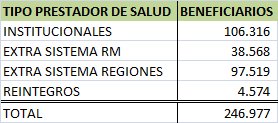 TIPO PRESTADOR DE SALUD BENEFICIARIOS
INSTITUCIONALES 106.316
EXTRA SISTEMA RM 38.568
EXTRA SISTEMA REGIONES 97.519
REINTEGROS 4.574
TOTAL 246.977